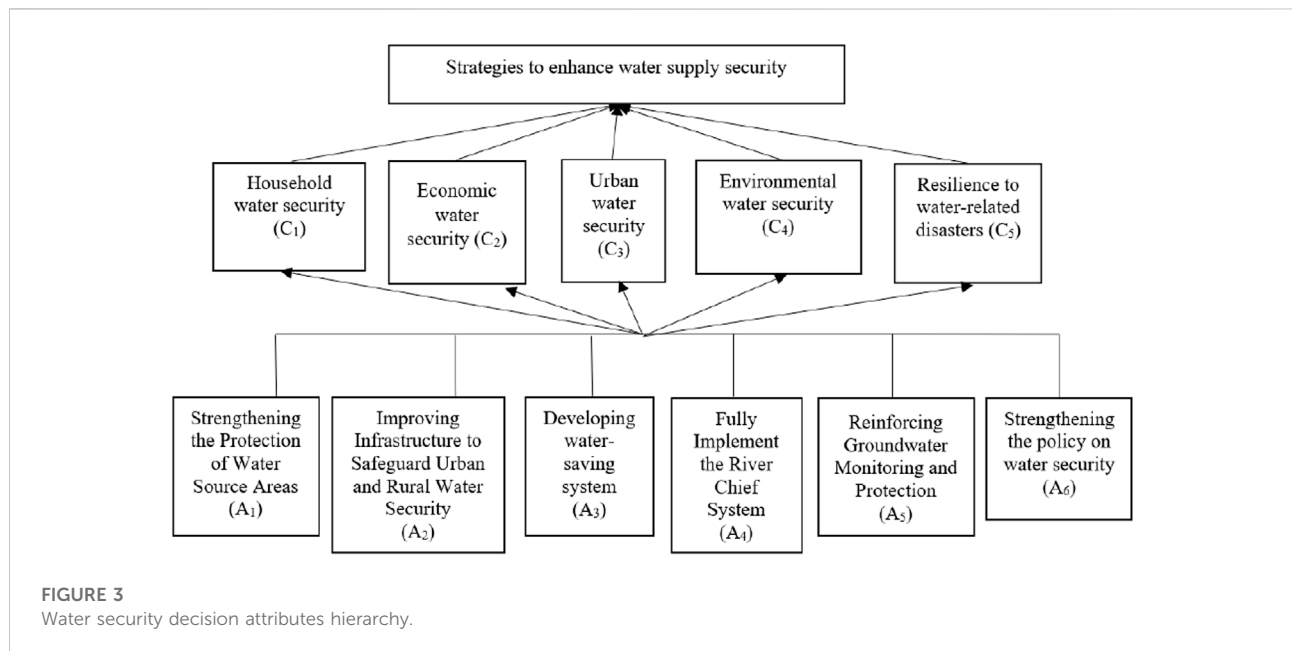 Strategies to enhance water supply security
Household
water security
(C₁)
Economic
water
security (C₂)
Urban
water
security
(C₃)
Environmental
water security
(C₄)
Resilience to
water-related
disasters (C₅)
Strengthening
the Protection
of Water
Source Areas
(A₁)
Improving
Infrastructure to
Safeguard Urban
and Rural Water
Security
(A₂)
Developing
water-
saving
system
(A₃)
Fully
Implement
the River
Chief
System
(A₄)
Reinforcing
Groundwater
Monitoring and
Protection
(A₅)
Strengthening
the policy on
water security
(A₆)
FIGURE 3
Water security decision attributes hierarchy.